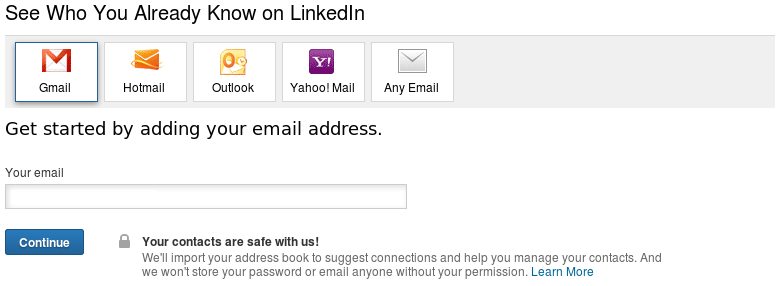 See Who You Already Know on LinkedIn
Gmail Hotmail Outlook Yahoo! Mail Any Email
Get started by adding your email address.
Your email
Continue
Your contacts are safe with us!
We'll import your address book to suggest connections and help you manage your contacts. And
we won't store your password or email anyone without your permission. Learn More